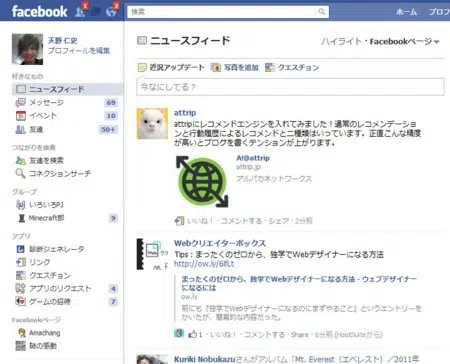 facebook
1
2
検索
ホーム
プロフ
天野 仁史
プロフィールを編集
好きなもの
ニュースフィード
メッセージ 69
イベント 10
友達 50+
つながりを検索
友達を検索
コネクションサーチ
グループ
いろいろPJ
Minecraft部 9
アプリ
診断ジェネレータ
リンク
クエスチョン
アプリのリクエスト 4
ゲームの招待 7
Facebookページ
Amachang
妹の感動
ニュースフィード
ハイライト・Facebookページ
近況アップデート 写真を追加 クエスチョン
今なにしてる？
attrip
attripにレコメンドエンジンを入れてみました！通常のレコメンデーション
と行動履歴によるレコメンドと二種類はいっています。正直こんな精度
が高いとブログを書くテンションが上がります。
A!@attrip
attrip.jp
アルパカネットワークス
いいね！・コメントする・シェア・2分前
Webクリエイターボックス
Tips：まったくのゼロから、独学でWebデザイナーになる方法
http://ow.ly/6fLt
まったくのゼロから、独学でWebデザイナーになる方法 - ウェブデザイナー
になるには
ow.ly
前にも『独学でWebデザイナーになるのにまずやること』というエントリーを
かいたが、簡素的な内容だった。
1・いいね！・コメントする・Share・6分前 (HootSuiteから)
Kuriki Nobukazuさんがアルバム「Mt. Everest（エベレスト）／2011年